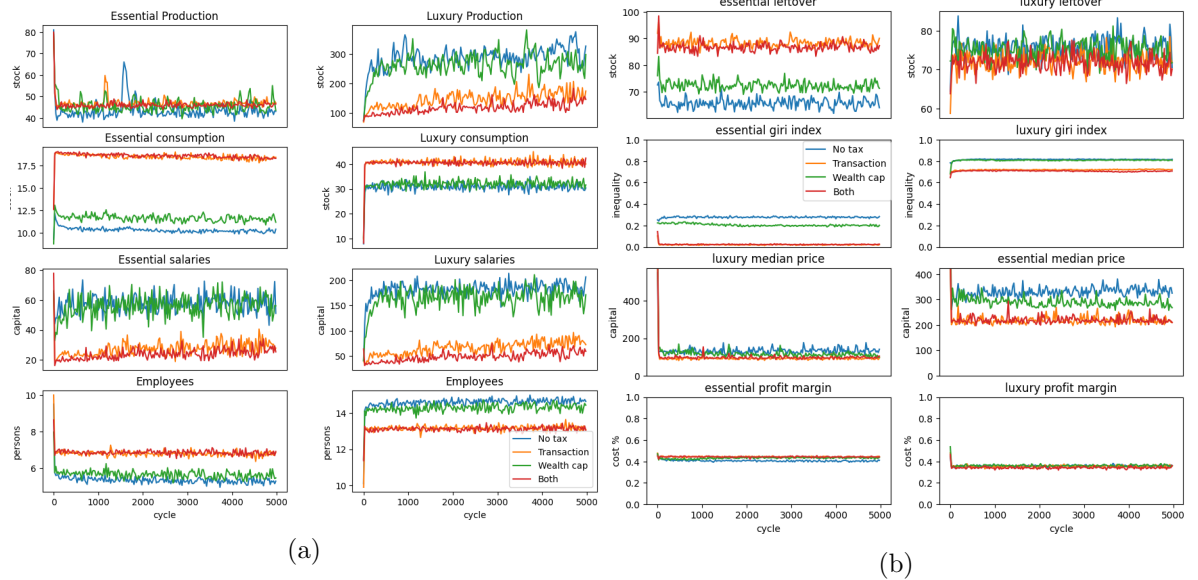 Essential Production
stock
80
70
60
50
40
Luxury Production
stock
300
200
100
Essential consumption
17.5
15.0
12.5
10.0
Luxury consumption
stock
40
30
20
10
0
Essential salaries
capital
80
60
40
20
Luxury salaries
capital
200
150
100
50
Employees
persons
10
8
6
0 1000 2000 3000 4000 5000
cycle
Employees
14
12
10
No tax
Transaction
Wealth cap
Both
0 1000 2000 3000 4000 5000
cycle
(a)
essential leftover
stock
100
90
80
70
luxury leftover
stock
80
70
60
essential giri index
inequality
1.0
0.8
0.6
0.4
0.2
0.0
No tax
Transaction
Wealth cap
Both
luxury giri index
inequality
1.0
0.8
0.6
0.4
0.2
0.0
luxury median price
capital
400
200
0
essential median price
capital
400
300
200
100
0
essential profit margin
cost %
1.0
0.8
0.6
0.4
0.2
0.0
0 1000 2000 3000 4000 5000
cycle
luxury profit margin
cost %
1.0
0.8
0.6
0.4
0.2
0.0
0 1000 2000 3000 4000 5000
cycle
(b)